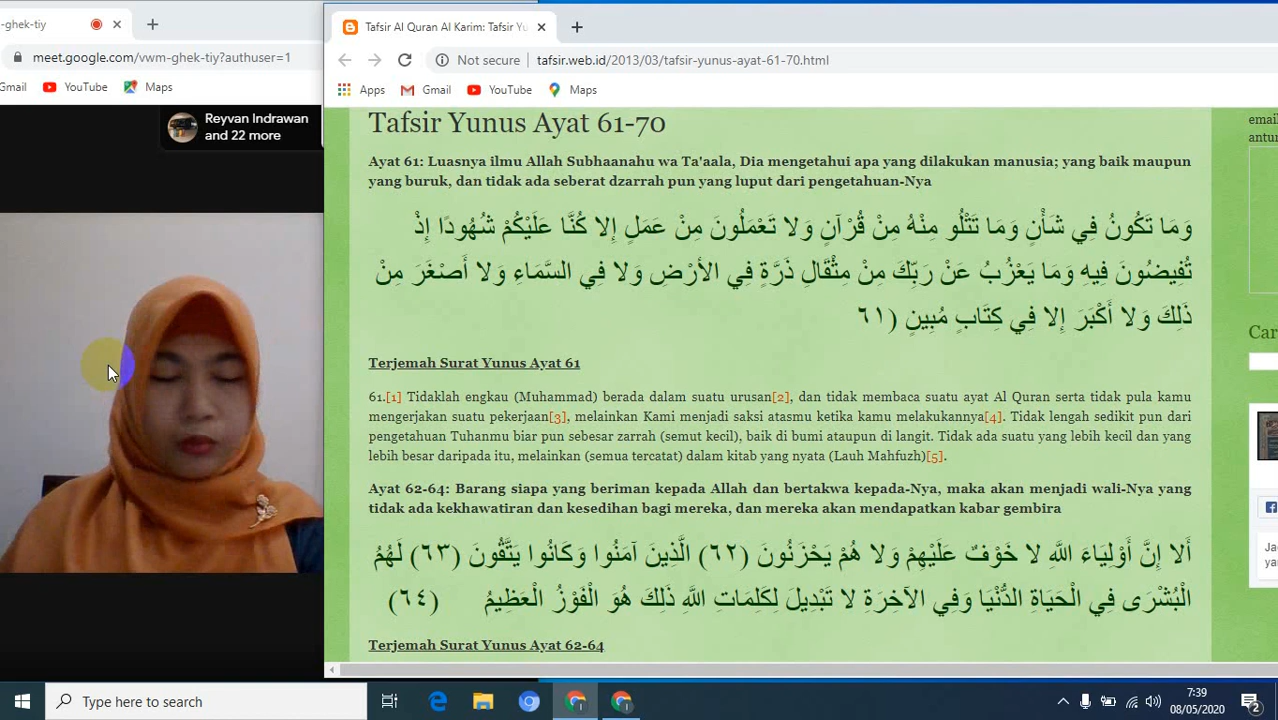 -ghek-tiy
meet.google.com/vwm-ghek-tiy?authuser=1
Gmail
YouTube
Maps
Reyvan Indrawan
and 22 more
Tafsir Al Quran Al Karim: Tafsir Yu
Not secure
tafsir.web.id/2013/03/tafsir-yunus-ayat-61-70.html
Apps
Gmail
YouTube
Maps
Tafsir Yunus Ayat 61-70
Ayat 61: Luasnya ilmu Allah Subhaanahu wa Ta'aala, Dia mengetahui apa yang dilakukan manusia; yang baik maupun
yang buruk, dan tidak ada seberat dzarrah pun yang luput dari pengetahuan-Nya
وَمَا تَكُونُ فِي شَأْنٍ وَمَا تَتْلُو مِنْهُ مِنْ قُرْآنٍ وَلا تَعْمَلُونَ مِنْ عَمَلٍ إِلا كُنَّا عَلَيْكُمْ شُهُودًا إِذْ
تُفِيضُونَ فِيهِ وَمَا يَعْزُبُ عَنْ رَبِّكَ مِنْ مِثْقَالِ ذَرَّةٍ فِي الأرْضِ وَلا فِي السَّمَاءِ وَلا أَصْغَرَ مِنْ
ذَلِكَ وَلا أَكْبَرَ إِلا فِي كِتَابٍ مُبِينٍ (٦١
Terjemah Surat Yunus Ayat 61
61.[1] Tidaklah engkau (Muhammad) berada dalam suatu urusan[2], dan tidak membaca suatu ayat Al Quran serta tidak pula kamu
mengerjakan suatu pekerjaan[3], melainkan Kami menjadi saksi atasmu ketika kamu melakukannya[4]. Tidak lengah sedikit pun dari
pengetahuan Tuhanmu biar pun sebesar zarrah (semut kecil), baik di bumi ataupun di langit. Tidak ada suatu yang lebih kecil dan yang
lebih besar daripada itu, melainkan (semua tercatat) dalam kitab yang nyata (Lauh Mahfuzh)[5].
Ayat 62-64: Barang siapa yang beriman kepada Allah dan bertakwa kepada-Nya, maka akan menjadi wali-Nya yang
tidak ada kekhawatiran dan kesedihan bagi mereka, dan mereka akan mendapatkan kabar gembira
أَلا إِنَّ أَوْلِيَاءَ اللَّهِ لا خَوْفٌ عَلَيْهِمْ وَلا هُمْ يَحْزَنُونَ (٦٢) الَّذِينَ آمَنُوا وَكَانُوا يَتَّقُونَ (٦٣) لَهُمُ
الْبُشْرَى فِي الْحَيَاةِ الدُّنْيَا وَفِي الآخِرَةِ لا تَبْدِيلَ لِكَلِمَاتِ اللَّهِ ذَلِكَ هُوَ الْفَوْزُ الْعَظِيمُ (٦٤)
Terjemah Surat Yunus Ayat 62-64
email
antun
Cari
Type here to search
7:39
08/05/2020
2